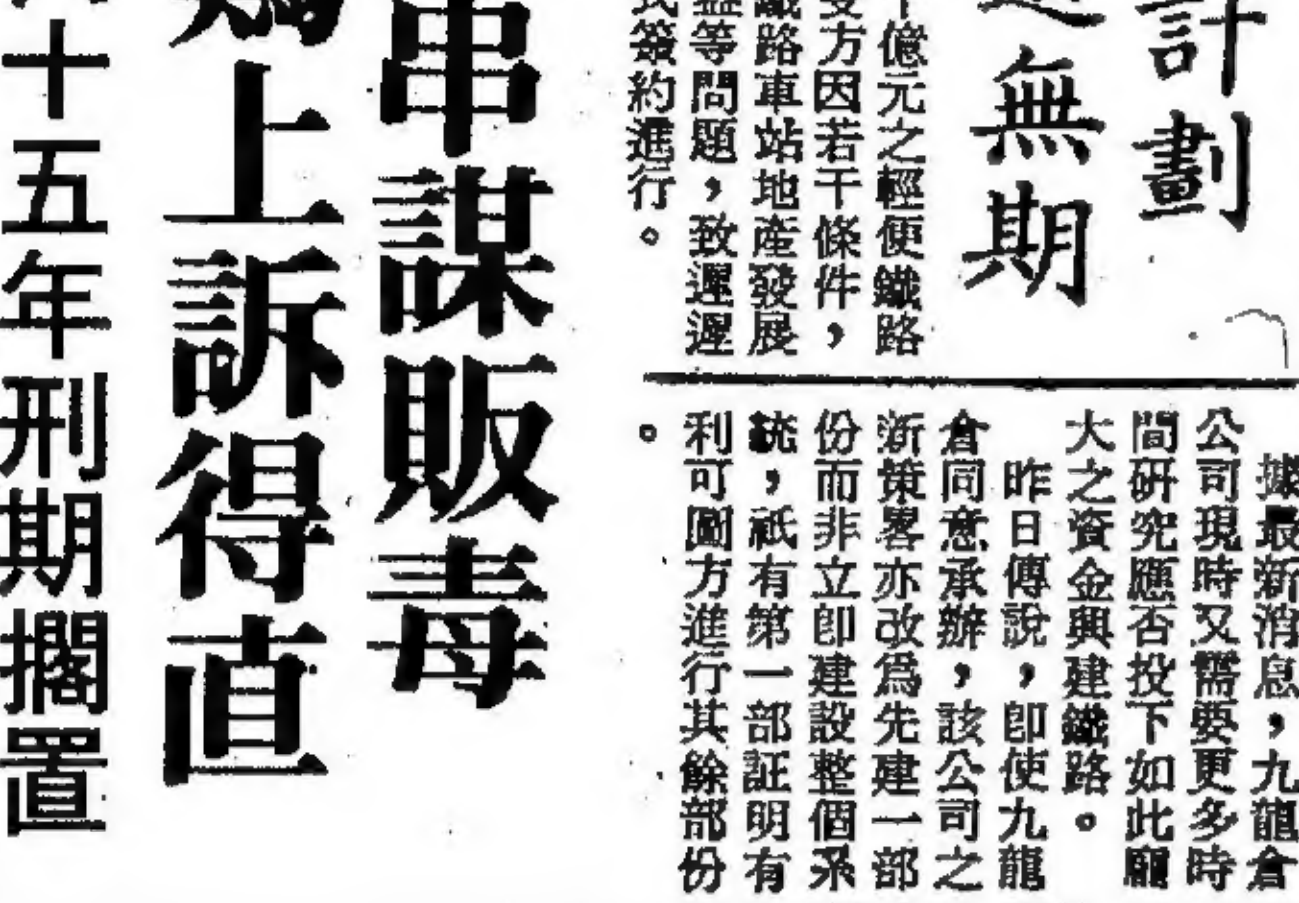 計劃
無期
億元之輕便鐵路
方因若干條件，
鐵路車站地產發展
等問題，致遲遲
簽約進行。
據最新消息，九龍倉
公司現時又需要更多時
間研究應否投下如此龐
大之資金興建鐵路。
昨日傳說，即使九龍
倉同意承辦，該公司之
新策畧亦改爲先建一部
份而非立即建設整個系
統，祇有第一部証明有
利可圖方進行其餘部份
。
串謀販毒
上訴得直
十五年刑期擱置